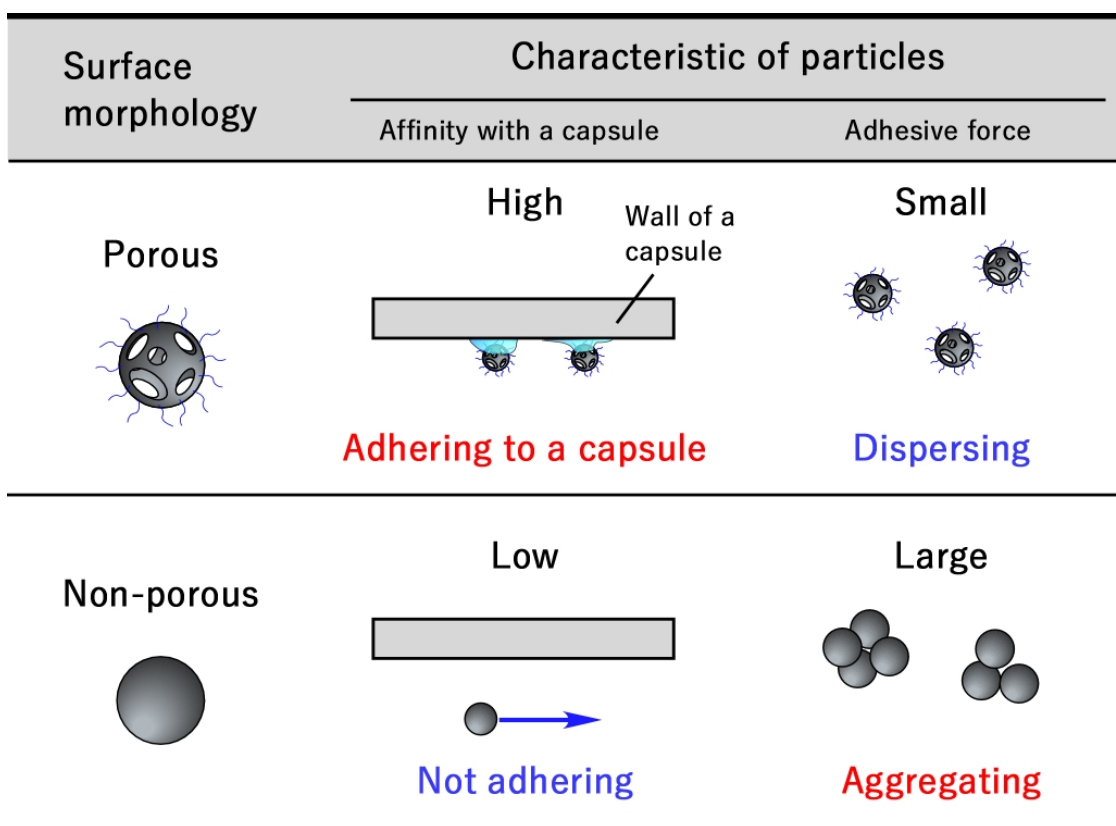 Surface
morphology
Characteristic of particles
Affinity with a capsule
Adhesive force
Porous
High
Wall of a
capsule
Adhering to a capsule
Small
Dispersing
Non-porous
Low
Not adhering
Large
Aggregating